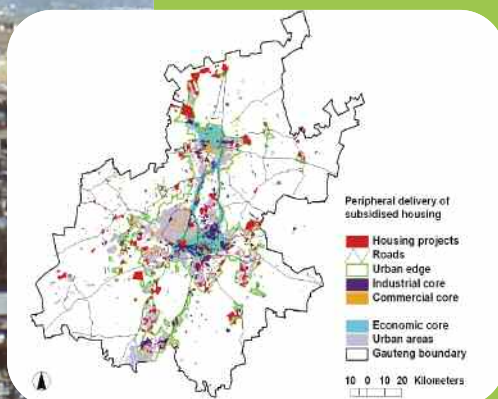 Peripheral delivery of
subsidised housing
Housing projects
Roads
Urban edge
Industrial core
Commercial core
Economic core
Urban areas
Gauteng boundary
10 0 10 20 Kilometers